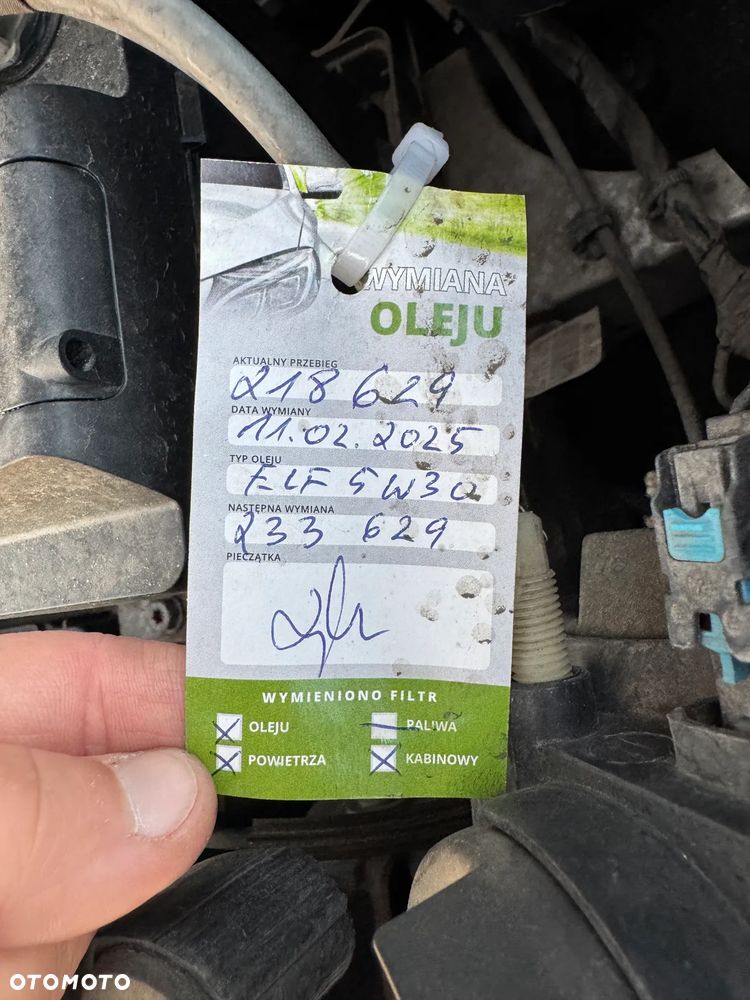 WYMIANA
OLEJU
AKTUALNY PRZEBIEG
218 629
DATA WYMIANY
11.02.2025
TYP OLEJU
ELF 5W30
NASTĘPNA WYMIANA
233 629
PIECZĄTKA
WYMIENIONO FILTR
OLEJU PALIWA
POWIETRZA KABINOWY
OTOMOTO